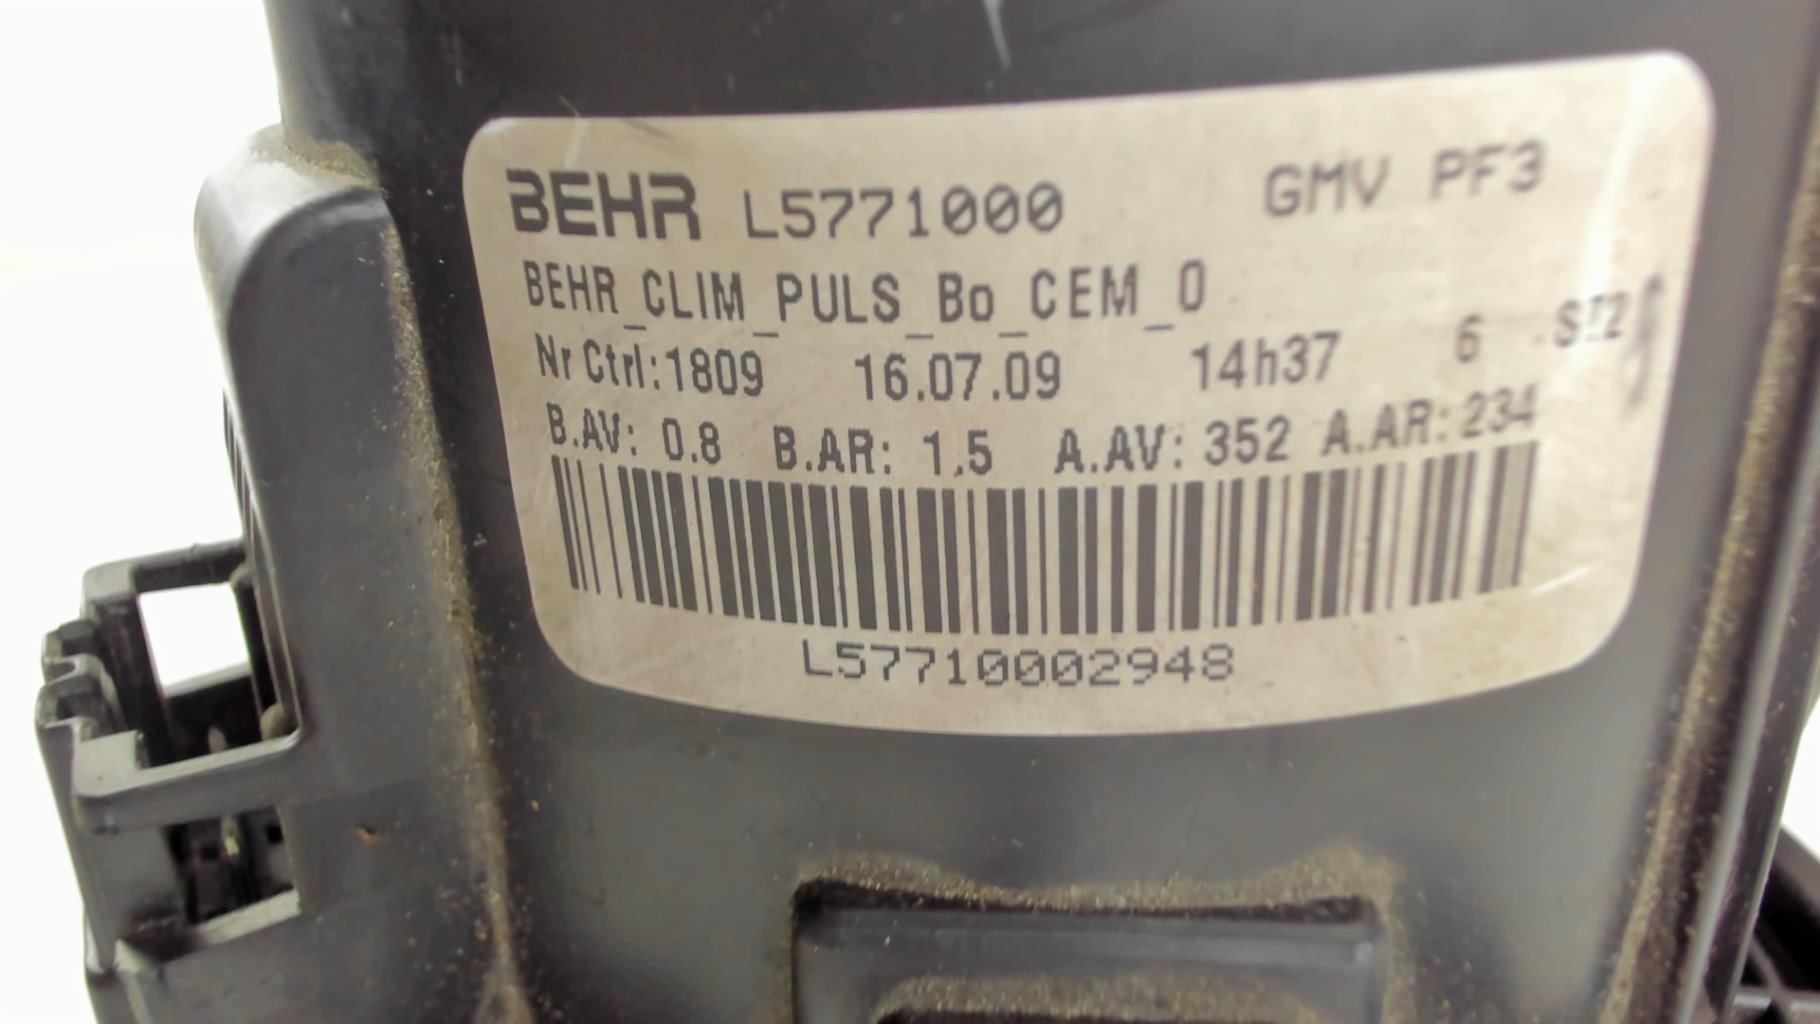 BEHR L5771000 GMV PF3
BEHR_CLIM_PULS_Bo_CEM_0
Nr Ctrl:1809 16.07.09 14h37 6 ST2
B.AV: 0.8 B.AR: 1.5 A.AV: 352 A.AR: 234
L57710002948